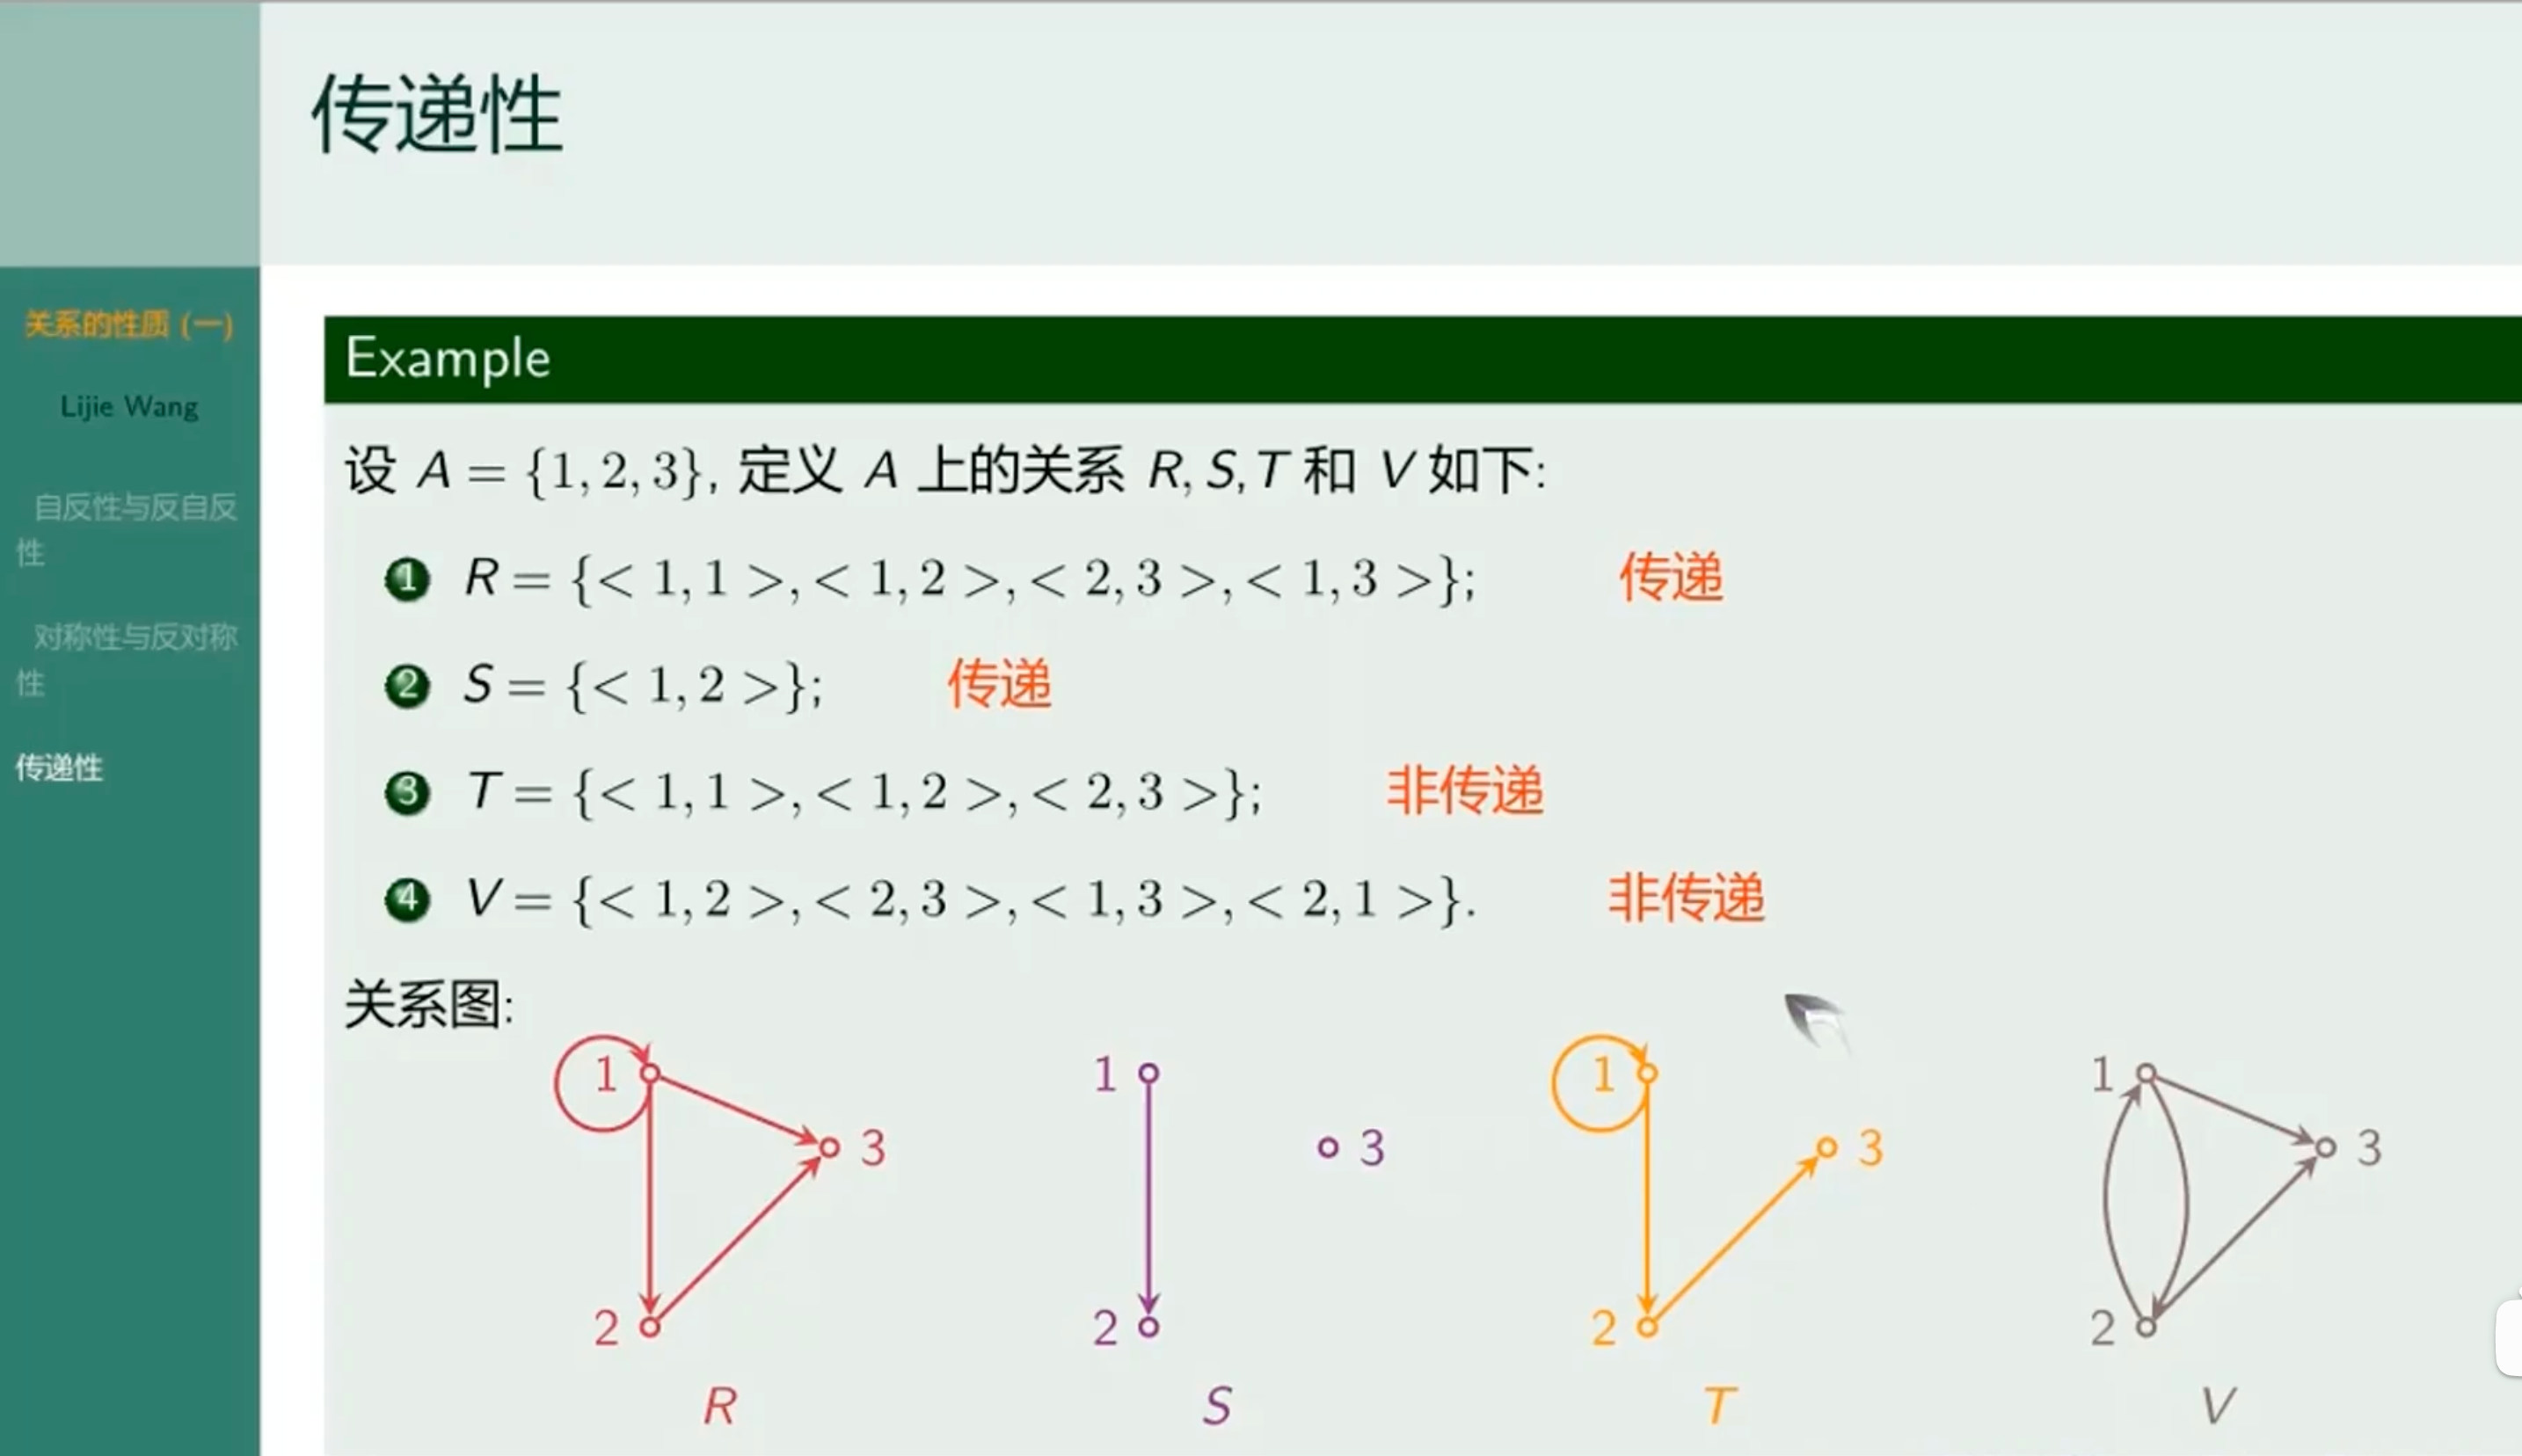 传递性
关系的性质 (一)
Lijie Wang
自反性与反自反
性
对称性与反对称
性
传递性
Example
设 A = {1, 2, 3}, 定义 A 上的关系 R, S, T 和 V 如下:
1 R = {< 1, 1 >, < 1, 2 >, < 2, 3 >, < 1, 3 >}; 传递
2 S = {< 1, 2 >}; 传递
3 T = {< 1, 1 >, < 1, 2 >, < 2, 3 >}; 非传递
4 V = {< 1, 2 >, < 2, 3 >, < 1, 3 >, < 2, 1 >}. 非传递
关系图:
1 1 1 1
3 3 3 3
2 2 2 2
R S T V